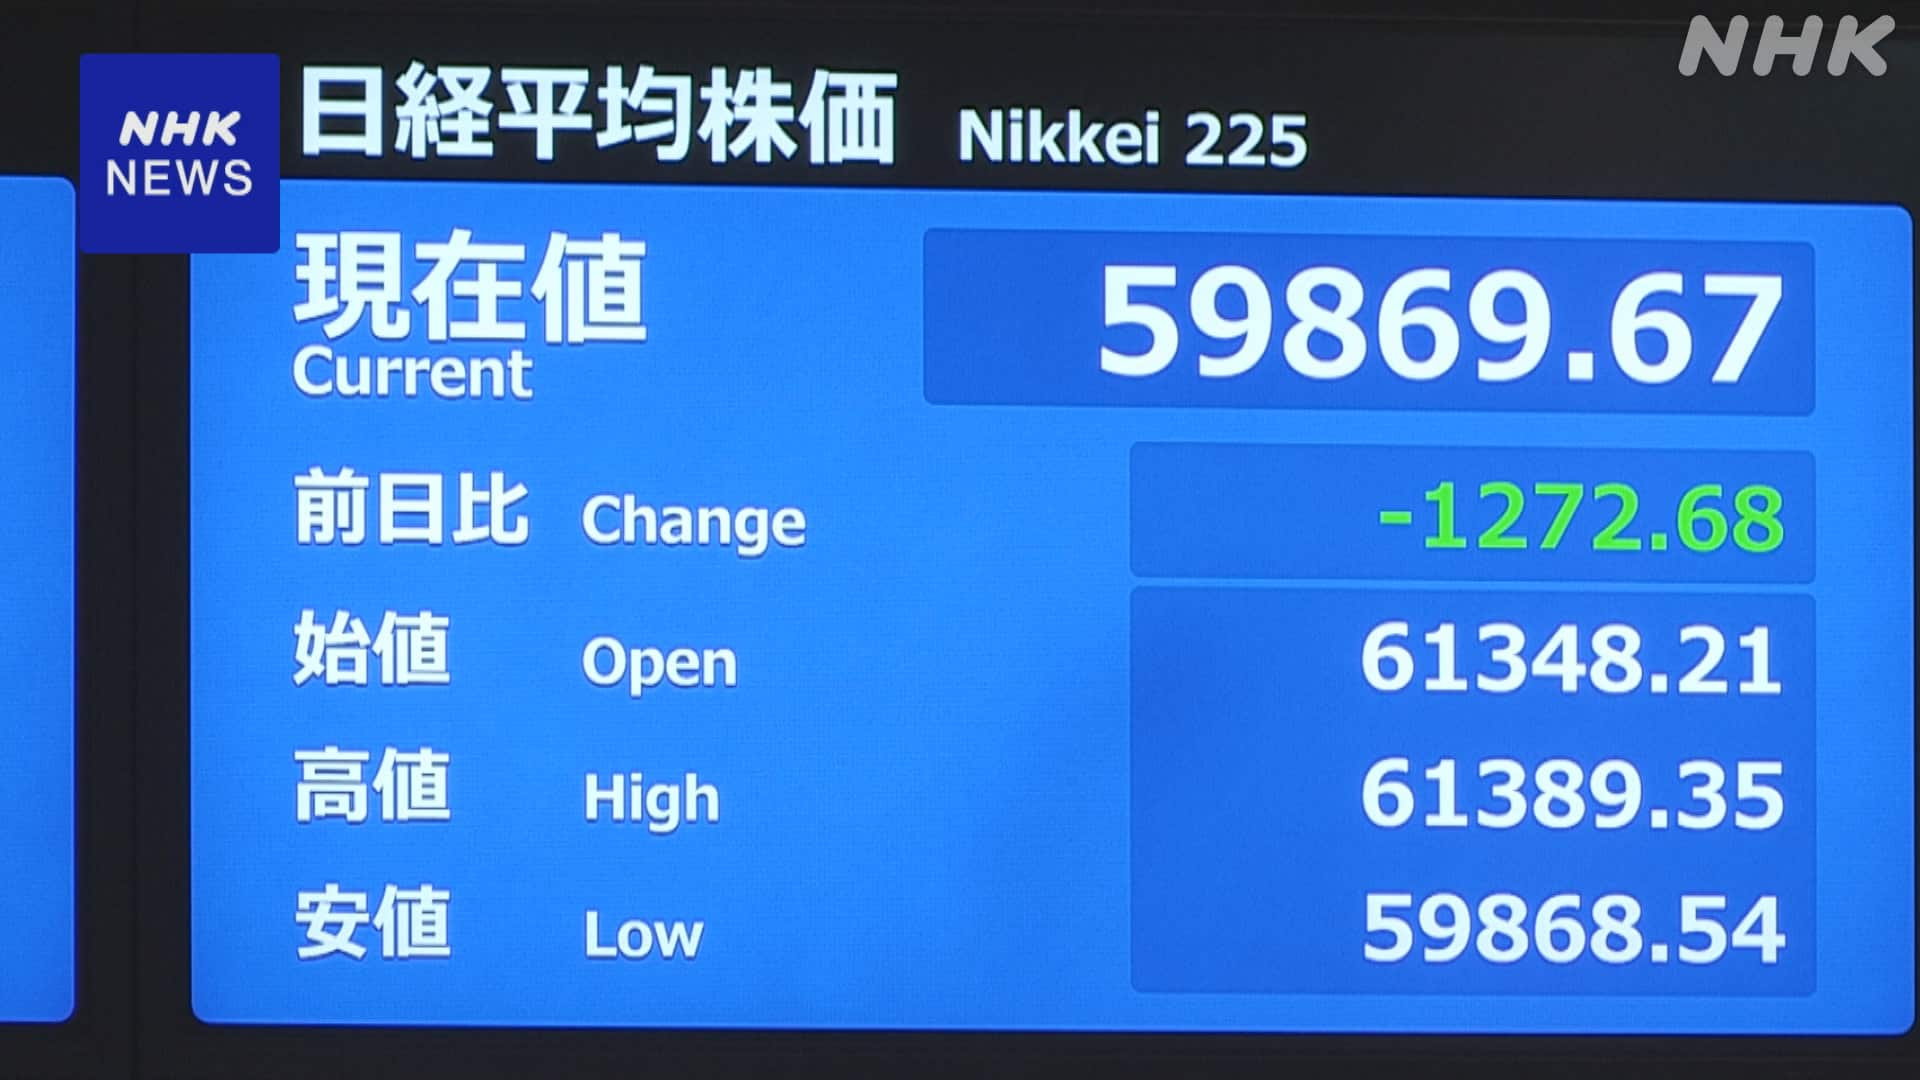 NHK
NHK
NEWS
日経平均株価 Nikkei 225
現在値 59869.67
Current
前日比 Change -1272.68
始値 Open 61348.21
高値 High 61389.35
安値 Low 59868.54